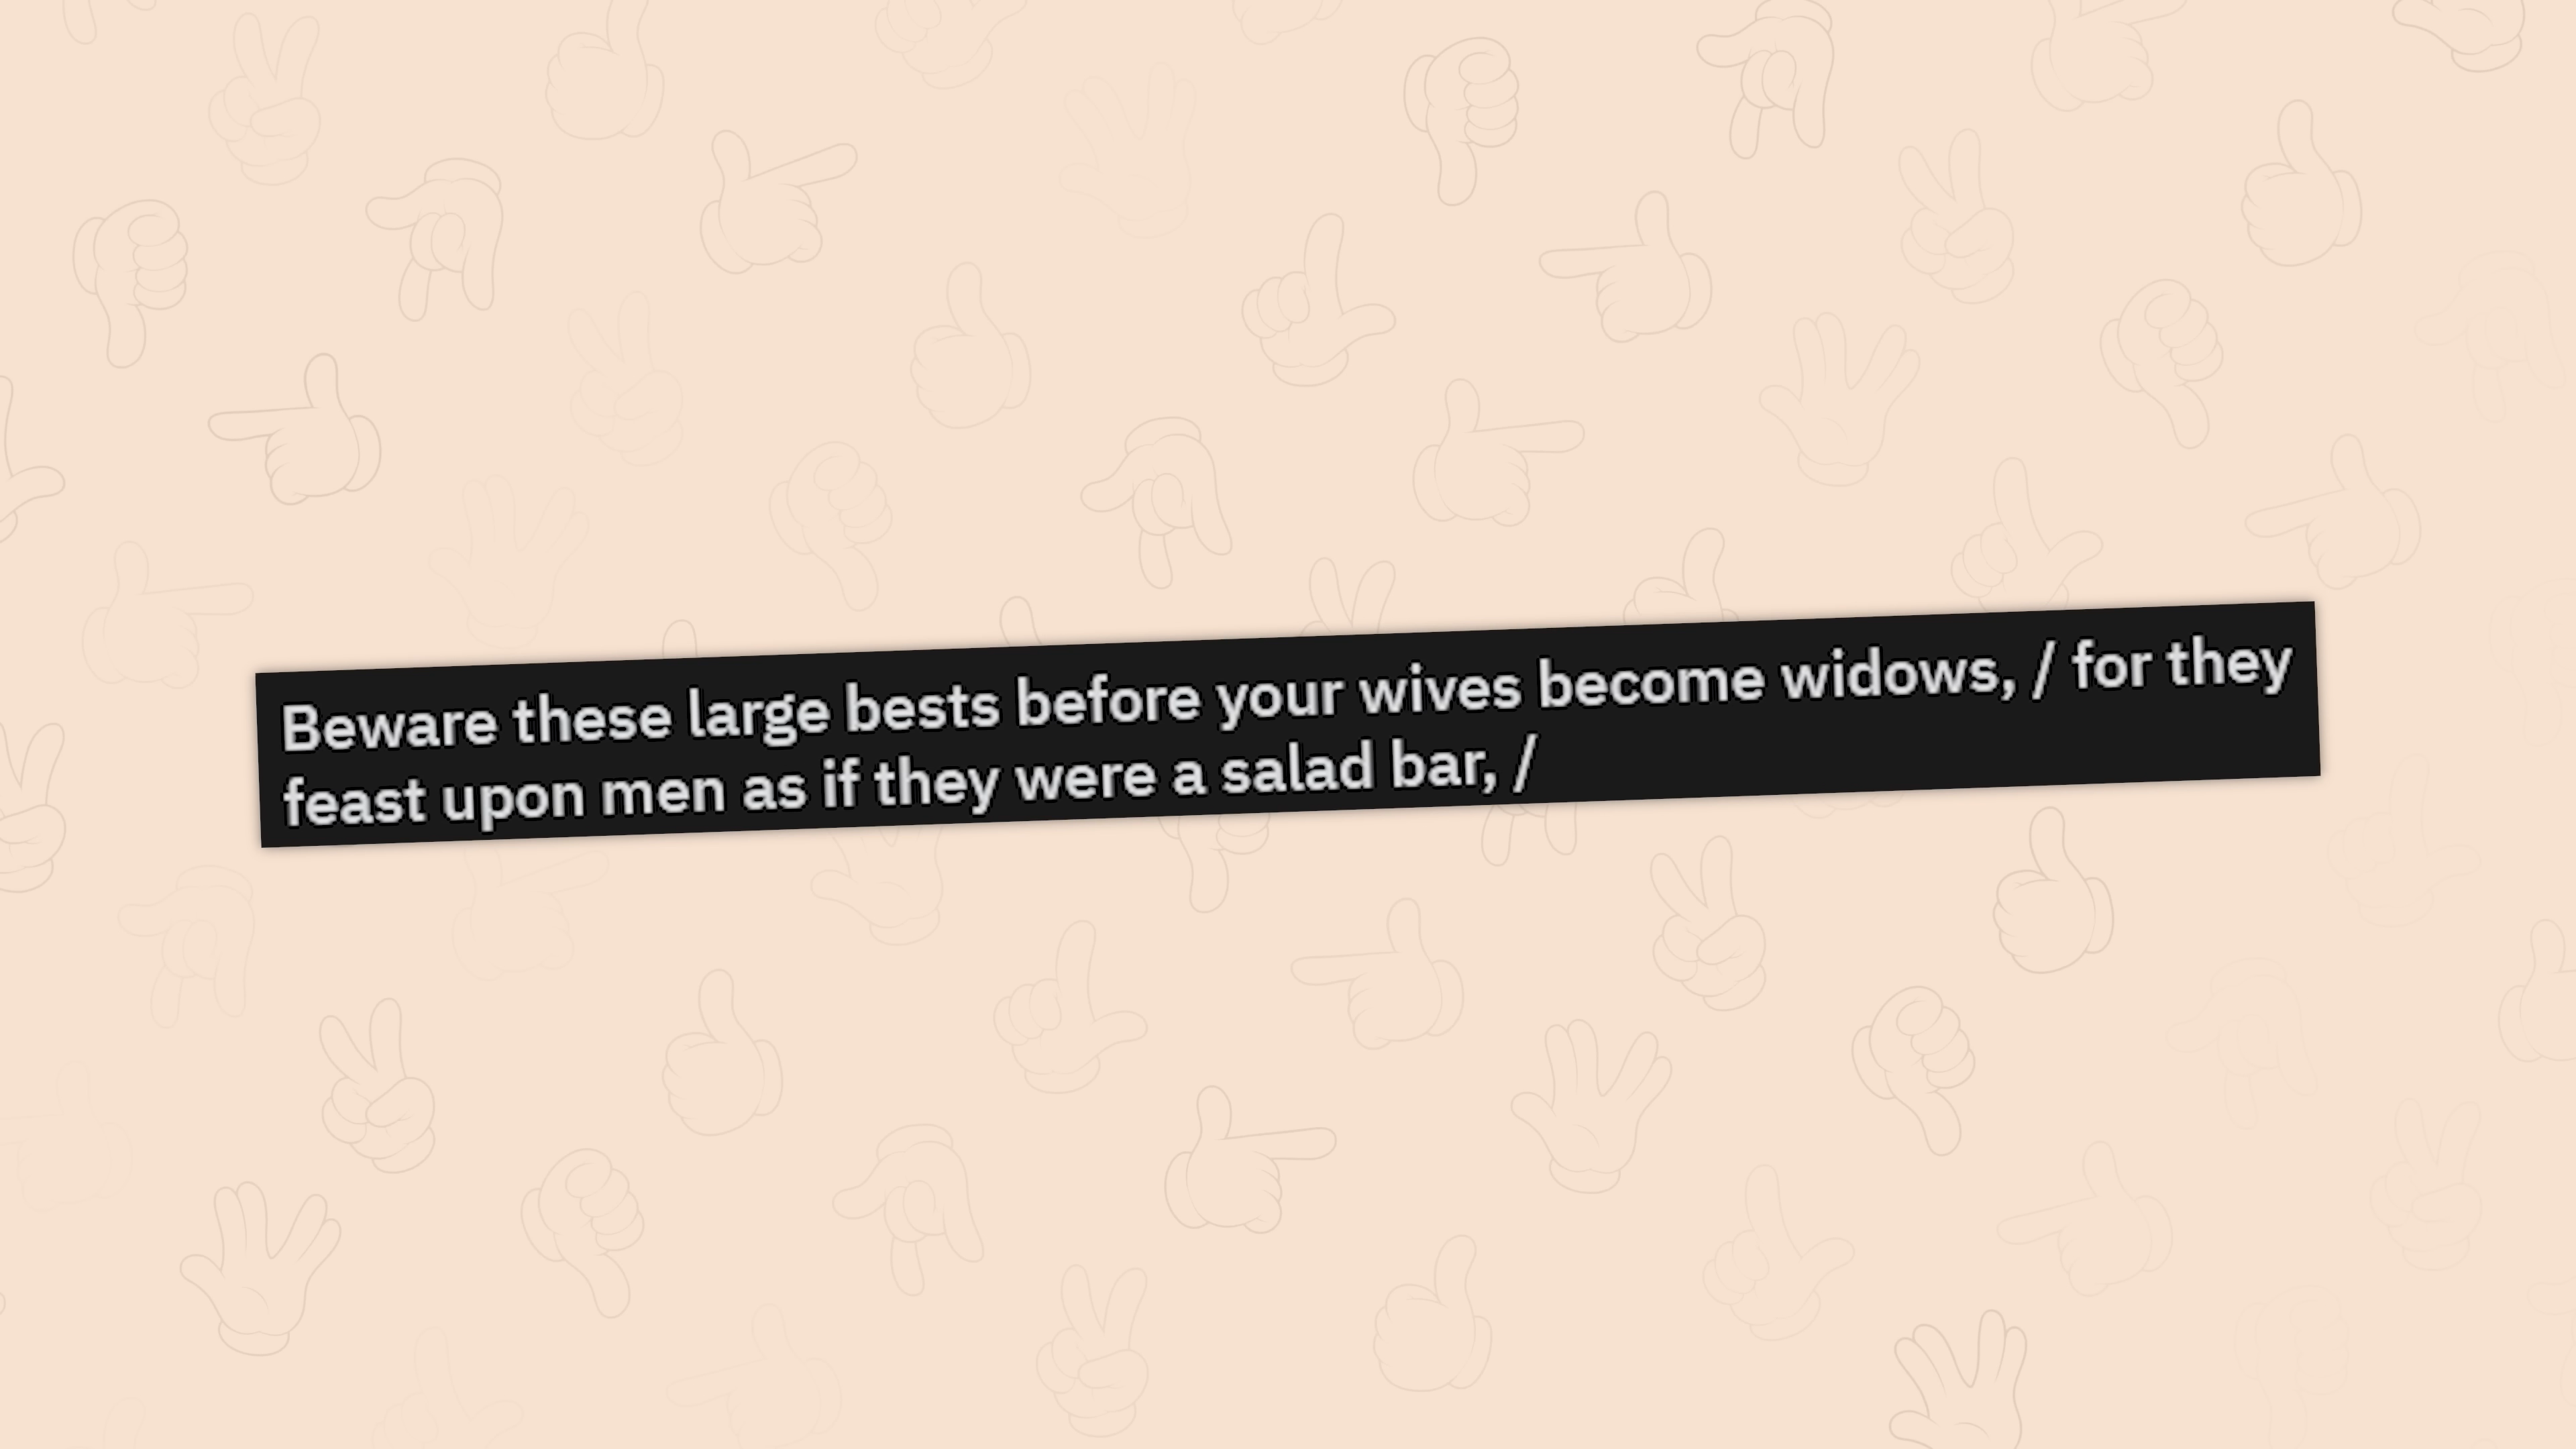 Beware these large bests before your wives become widows, / for they
feast upon men as if they were a salad bar, /